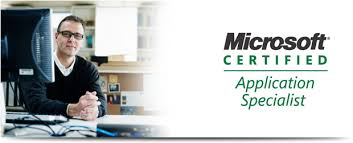 Microsoft®
CERTIFIED
Application
Specialist